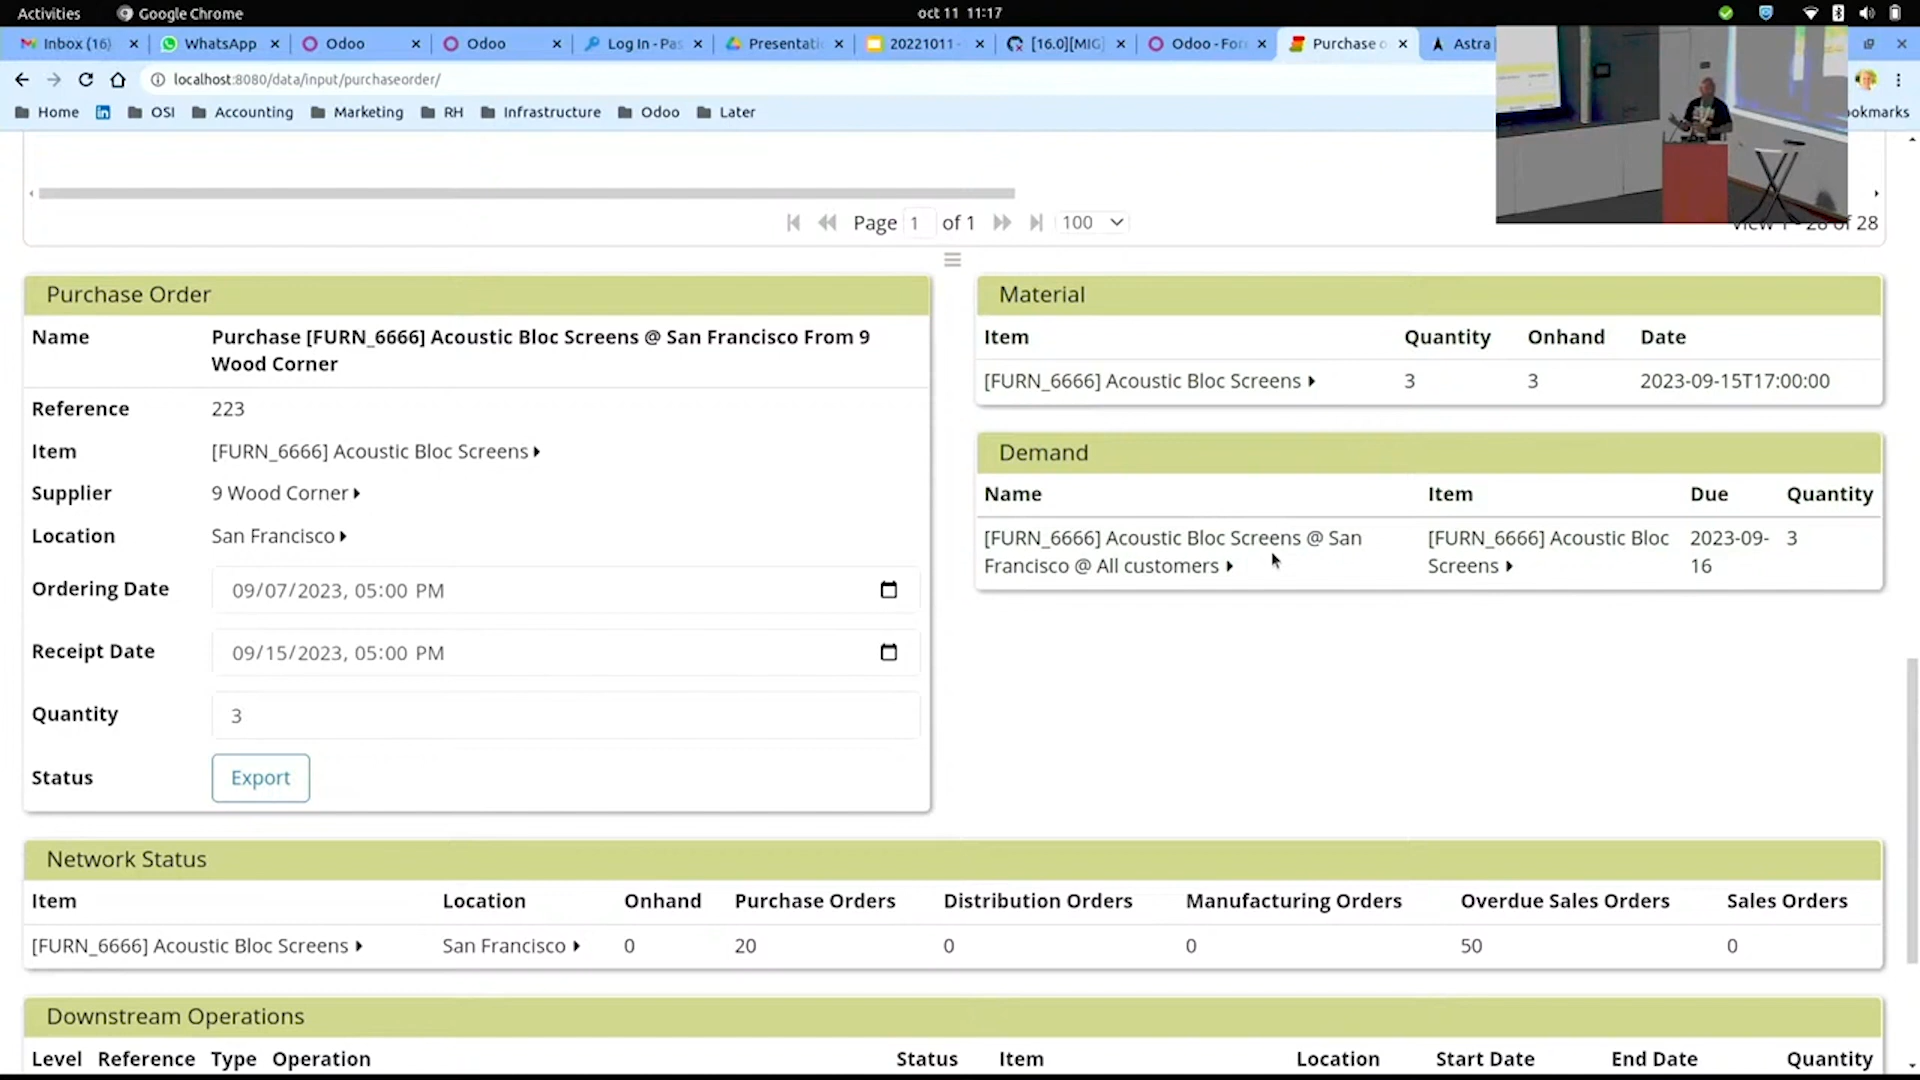 Activities Google Chrome oct 11 11:17
Inbox (16) WhatsApp Odoo Odoo Log In - Pas Presentati 20221011 - [16.0][MIG] Odoo - For Purchase o Astra
localhost:8080/data/input/purchaseorder/
Home OSI Accounting Marketing RH Infrastructure Odoo Later ookmarks
Page 1 of 1 100 View 1 - 28 of 28
Purchase Order
Name Purchase [FURN_6666] Acoustic Bloc Screens @ San Francisco From 9
Wood Corner
Reference 223
Item [FURN_6666] Acoustic Bloc Screens
Supplier 9 Wood Corner
Location San Francisco
Ordering Date 09/07/2023, 05:00 PM
Receipt Date 09/15/2023, 05:00 PM
Quantity 3
Status Export
Material
Item Quantity Onhand Date
[FURN_6666] Acoustic Bloc Screens 3 3 2023-09-15T17:00:00
Demand
Name Item Due Quantity
[FURN_6666] Acoustic Bloc Screens @ San [FURN_6666] Acoustic Bloc 2023-09- 3
Francisco @ All customers Screens 16
Network Status
Item Location Onhand Purchase Orders Distribution Orders Manufacturing Orders Overdue Sales Orders Sales Orders
[FURN_6666] Acoustic Bloc Screens San Francisco 0 20 0 0 50 0
Downstream Operations
Level Reference Type Operation Status Item Location Start Date End Date Quantity